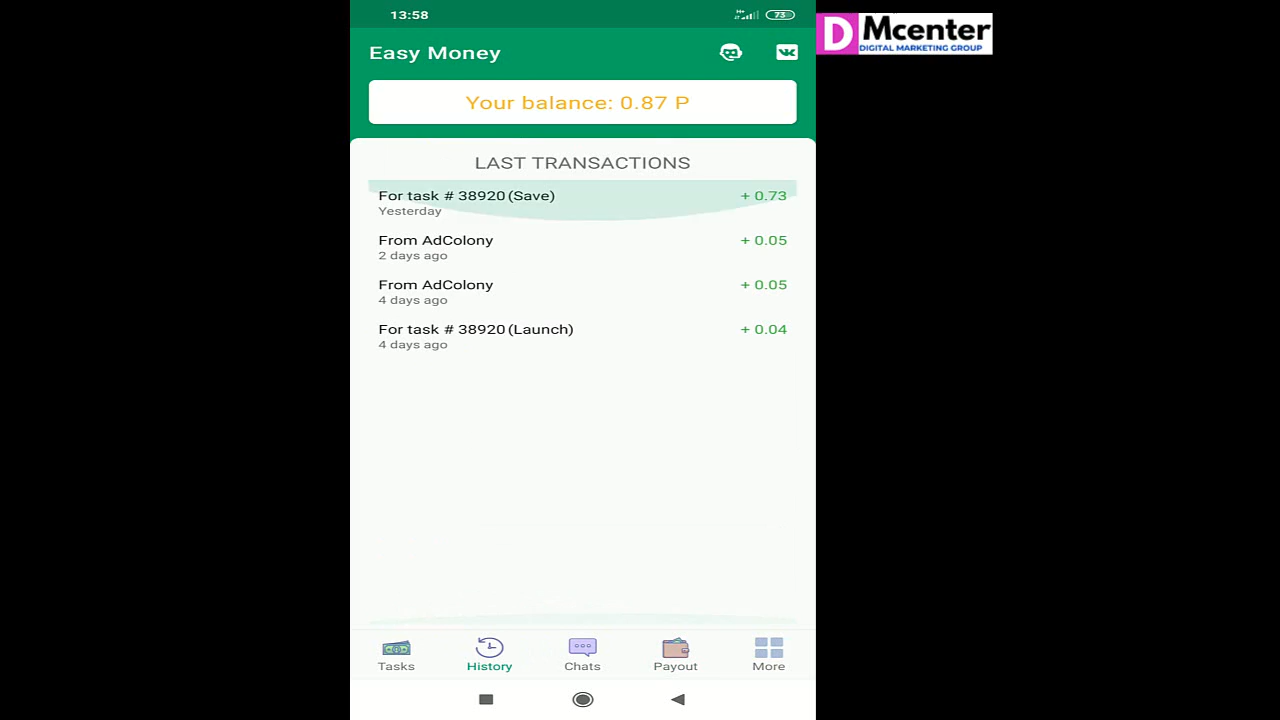 13:58
73
Easy Money
Your balance: 0.87 P
LAST TRANSACTIONS
For task # 38920 (Save) + 0.73
Yesterday
From AdColony + 0.05
2 days ago
From AdColony + 0.05
4 days ago
For task # 38920 (Launch) + 0.04
4 days ago
Tasks History Chats Payout More
D Mcenter
DIGITAL MARKETING GROUP